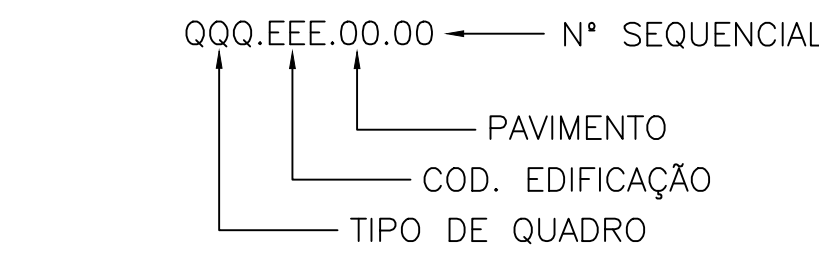 QQQ.EEE.00.00 Nº SEQUENCIAL
PAVIMENTO
COD. EDIFICAÇÃO
TIPO DE QUADRO